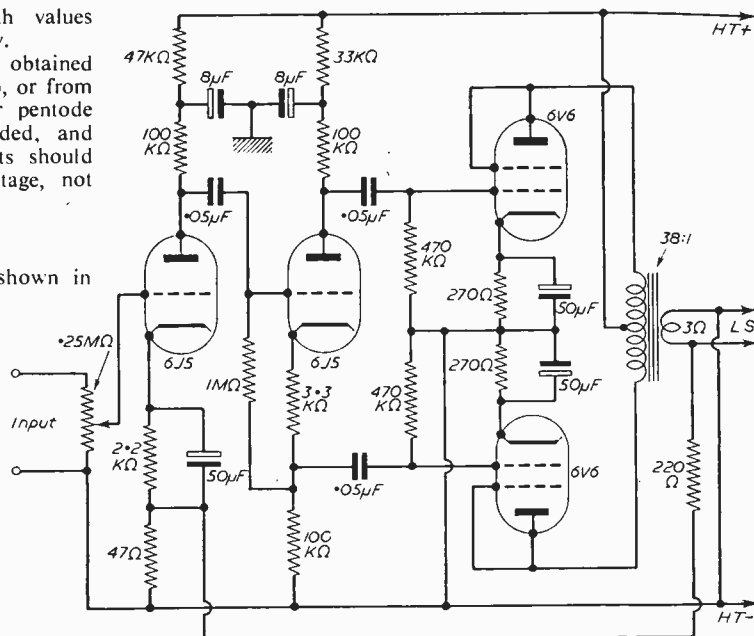 th values
y.
obtained
, or from
r pentode
ded, and
ts should
tage, not
shown in
HT+
47KΩ
8µF
8µF
33KΩ
100
KΩ
100
KΩ
6V6
·05µF
·05µF
470
KΩ
38:1
·25MΩ
6J5
6J5
270Ω
50µF
3Ω
LS
Input
1MΩ
3·3
KΩ
470
KΩ
270Ω
50µF
2·2
KΩ
50µF
·05µF
6V6
220
Ω
47Ω
100
KΩ
HT−